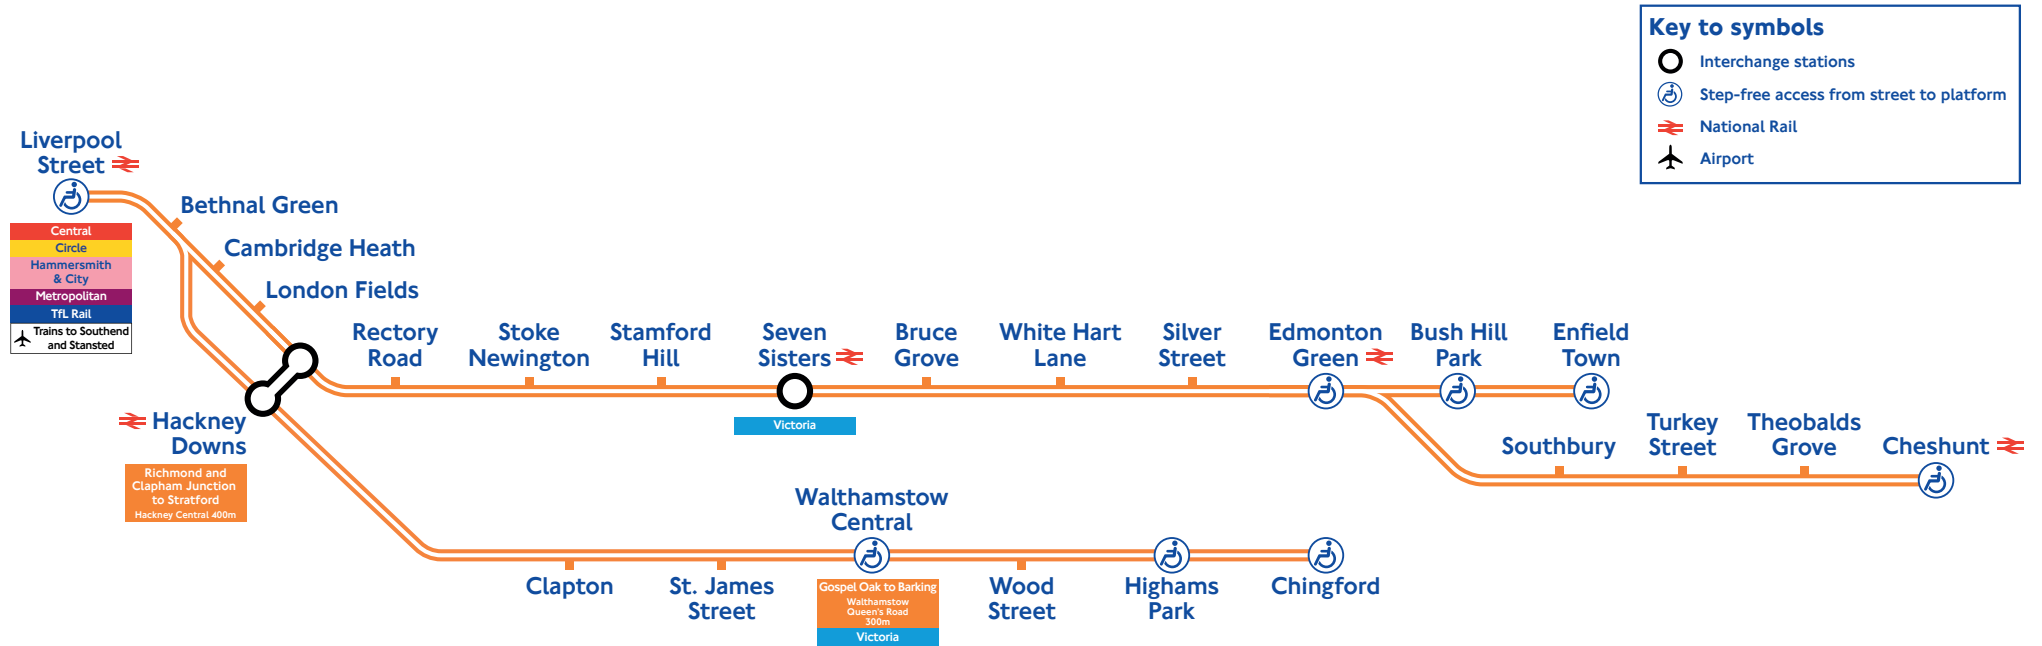 Key to symbols
Interchange stations
Step-free access from street to platform
National Rail
Airport
Liverpool
Street
Central
Circle
Hammersmith
& City
Metropolitan
TfL Rail
Trains to Southend
and Stansted
Bethnal Green
Cambridge Heath
London Fields
Hackney
Downs
Richmond and
Clapham Junction
to Stratford
Hackney Central 400m
Rectory
Road
Stoke
Newington
Stamford
Hill
Seven
Sisters
Victoria
Bruce
Grove
White Hart
Lane
Silver
Street
Edmonton
Green
Bush Hill
Park
Enfield
Town
Southbury
Turkey
Street
Theobalds
Grove
Cheshunt
Clapton
St. James
Street
Walthamstow
Central
Gospel Oak to Barking
Walthamstow
Queen's Road
300m
Victoria
Wood
Street
Highams
Park
Chingford